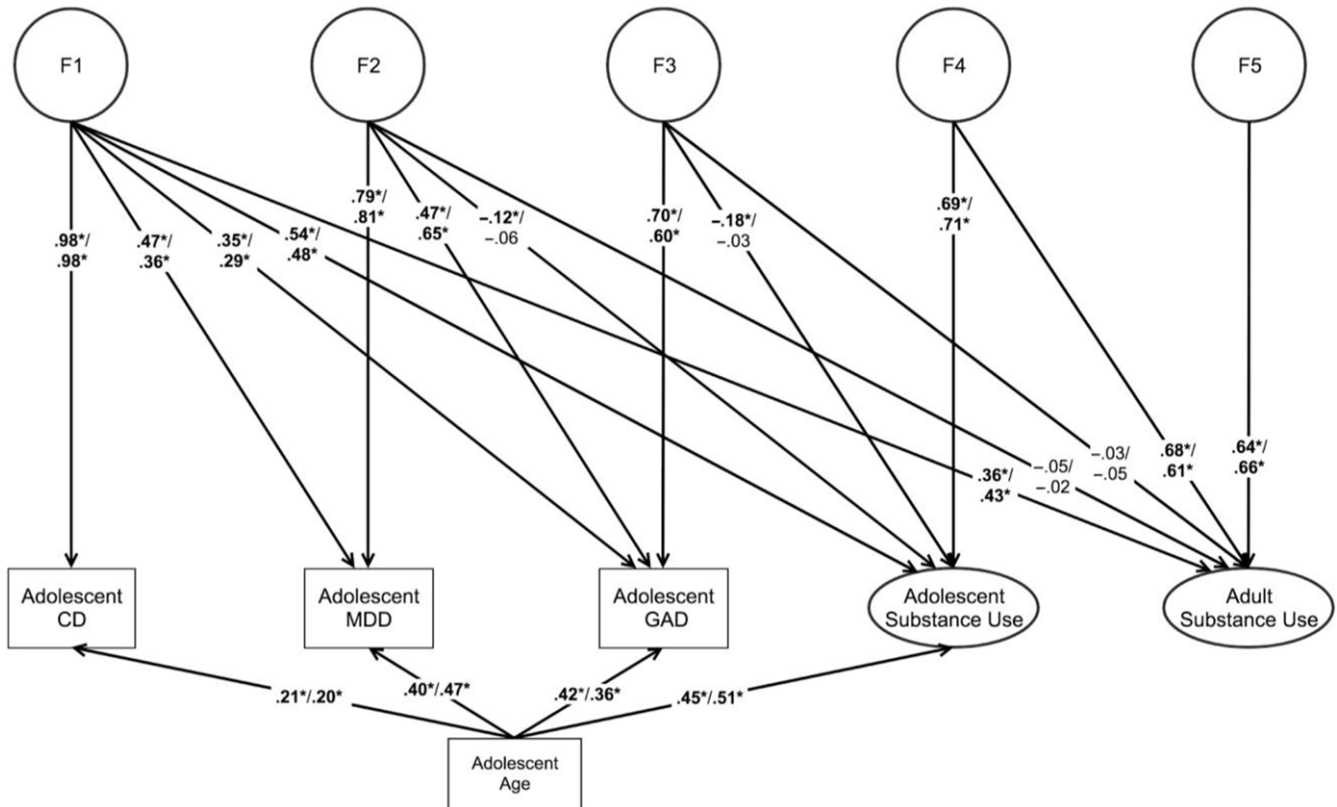 F1
F2
F3
F4
F5
.98*/
.98*
.47*/
.36*
.35*/
.29*
.54*/
.48*
.79*/
.81*
.47*/
.65*
–.12*/
–.06
.70*/
.60*
–.18*/
–.03
.69*/
.71*
.36*/
.43*
–.05/
–.02
–.03/
–.05
.68*/
.61*
.64*/
.66*
Adolescent
CD
Adolescent
MDD
Adolescent
GAD
Adolescent
Substance Use
Adult
Substance Use
.21*/.20*
.40*/.47*
.42*/.36*
.45*/.51*
Adolescent
Age